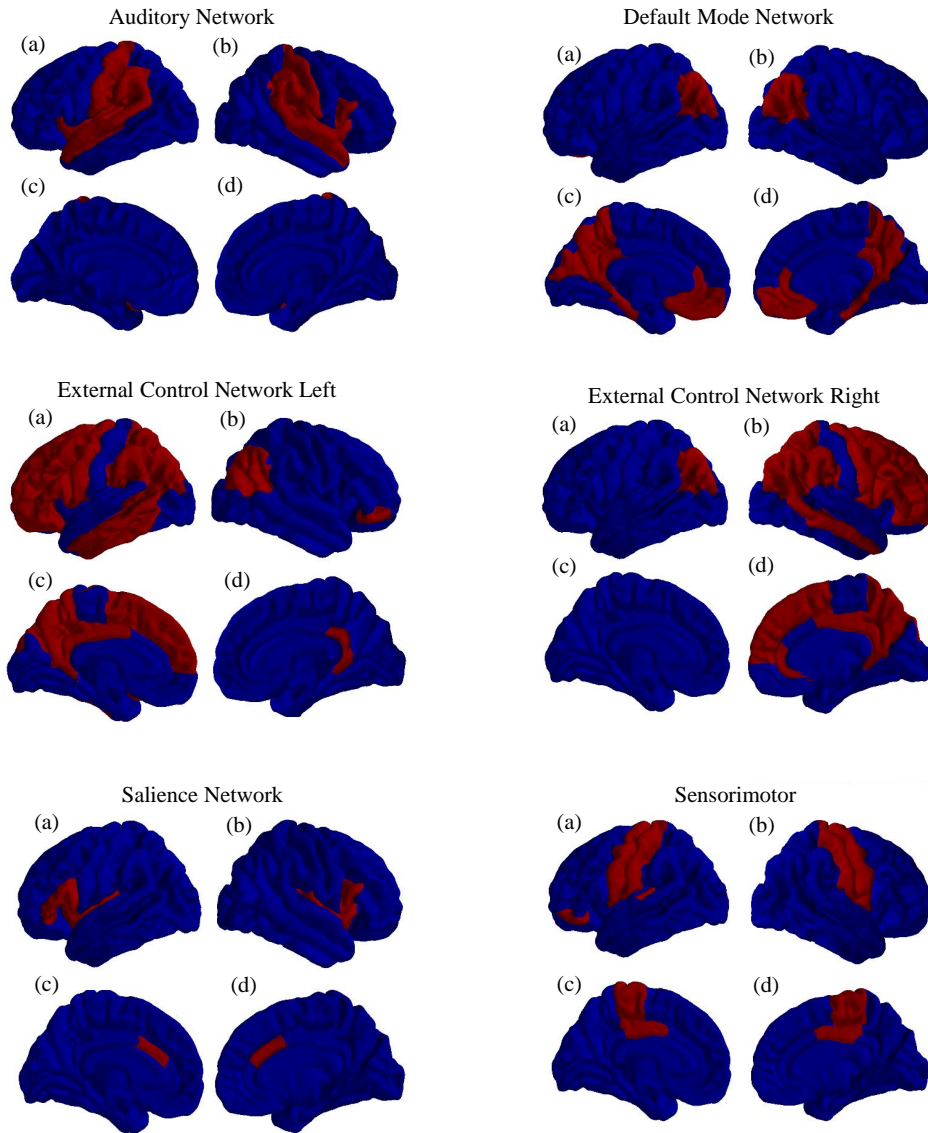 Auditory Network
(a)
(b)
(c)
(d)
Default Mode Network
(a)
(b)
(c)
(d)
External Control Network Left
(a)
(b)
(c)
(d)
External Control Network Right
(a)
(b)
(c)
(d)
Salience Network
(a)
(b)
(c)
(d)
Sensorimotor
(a)
(b)
(c)
(d)